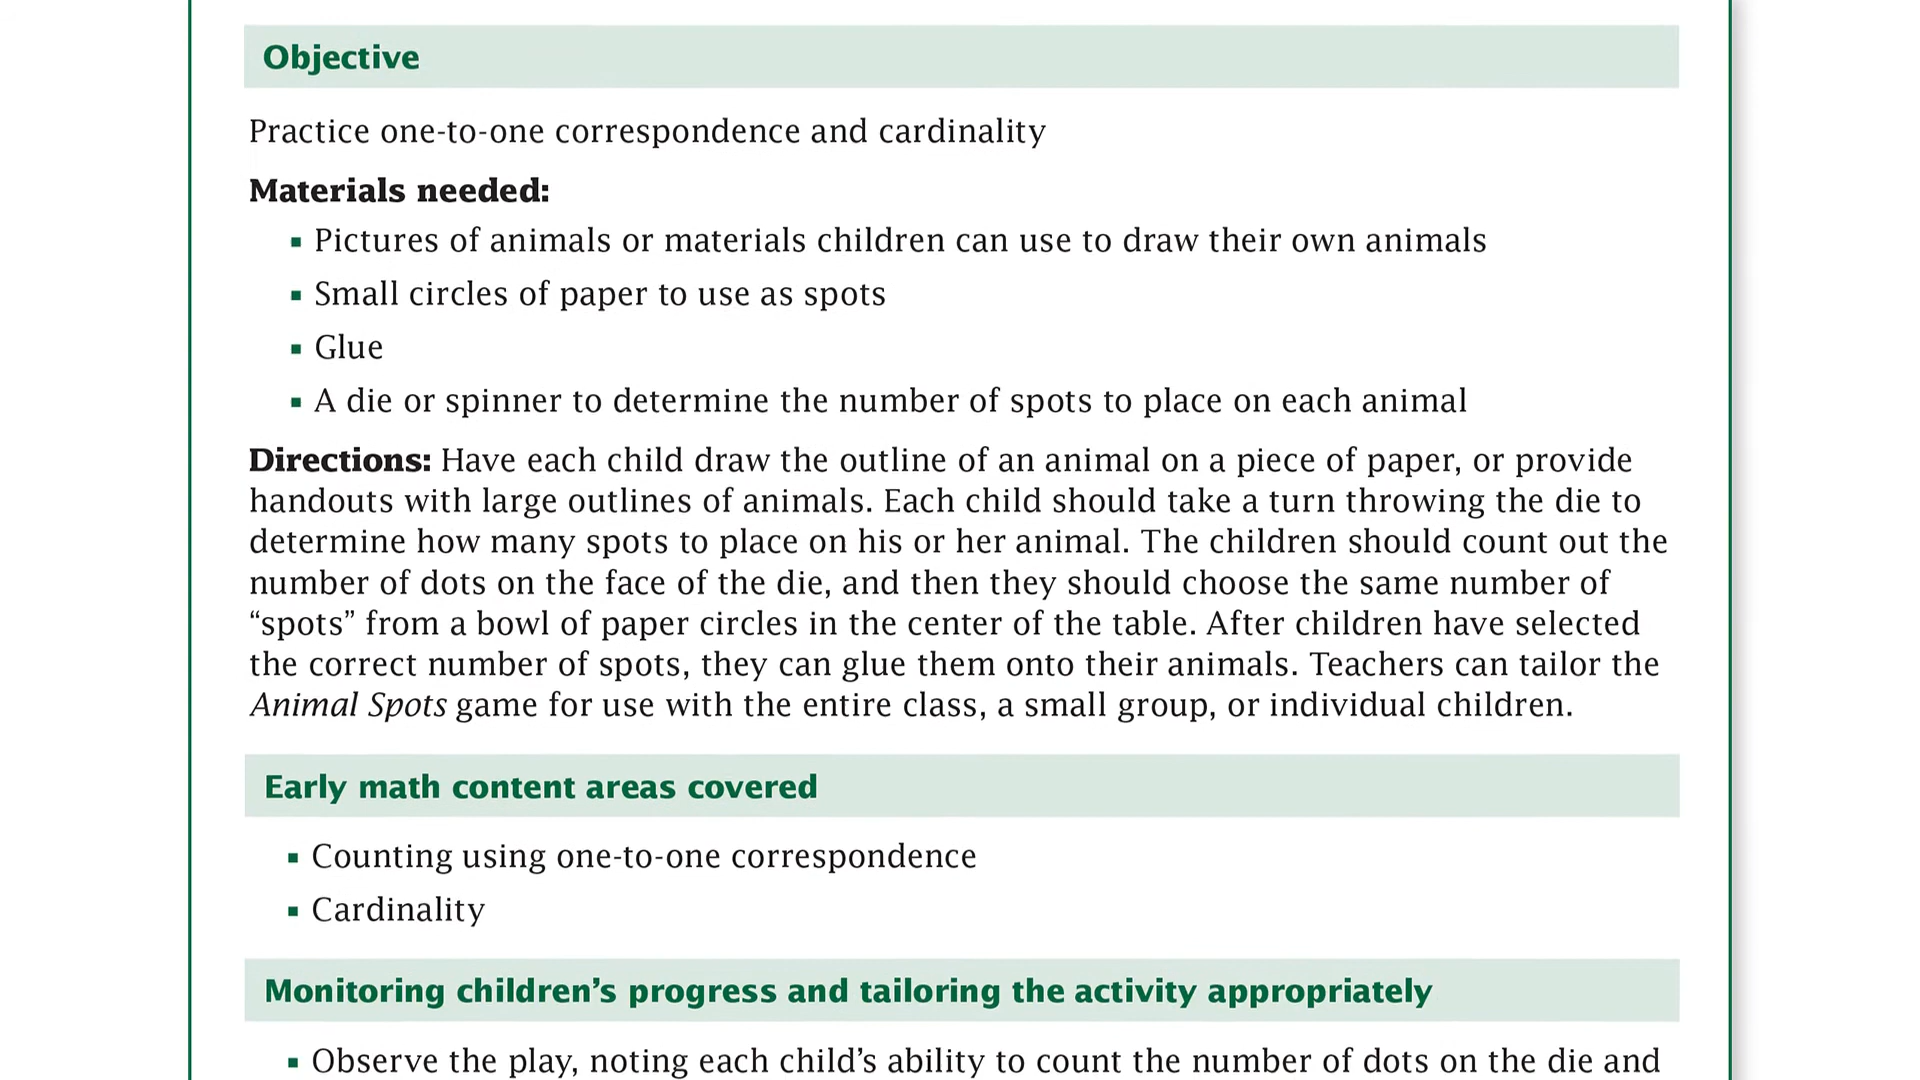 Objective
Practice one-to-one correspondence and cardinality
Materials needed:
▪ Pictures of animals or materials children can use to draw their own animals
▪ Small circles of paper to use as spots
▪ Glue
▪ A die or spinner to determine the number of spots to place on each animal
Directions: Have each child draw the outline of an animal on a piece of paper, or provide
handouts with large outlines of animals. Each child should take a turn throwing the die to
determine how many spots to place on his or her animal. The children should count out the
number of dots on the face of the die, and then they should choose the same number of
“spots” from a bowl of paper circles in the center of the table. After children have selected
the correct number of spots, they can glue them onto their animals. Teachers can tailor the
Animal Spots game for use with the entire class, a small group, or individual children.
Early math content areas covered
▪ Counting using one-to-one correspondence
▪ Cardinality
Monitoring children’s progress and tailoring the activity appropriately
▪ Observe the play, noting each child’s ability to count the number of dots on the die and